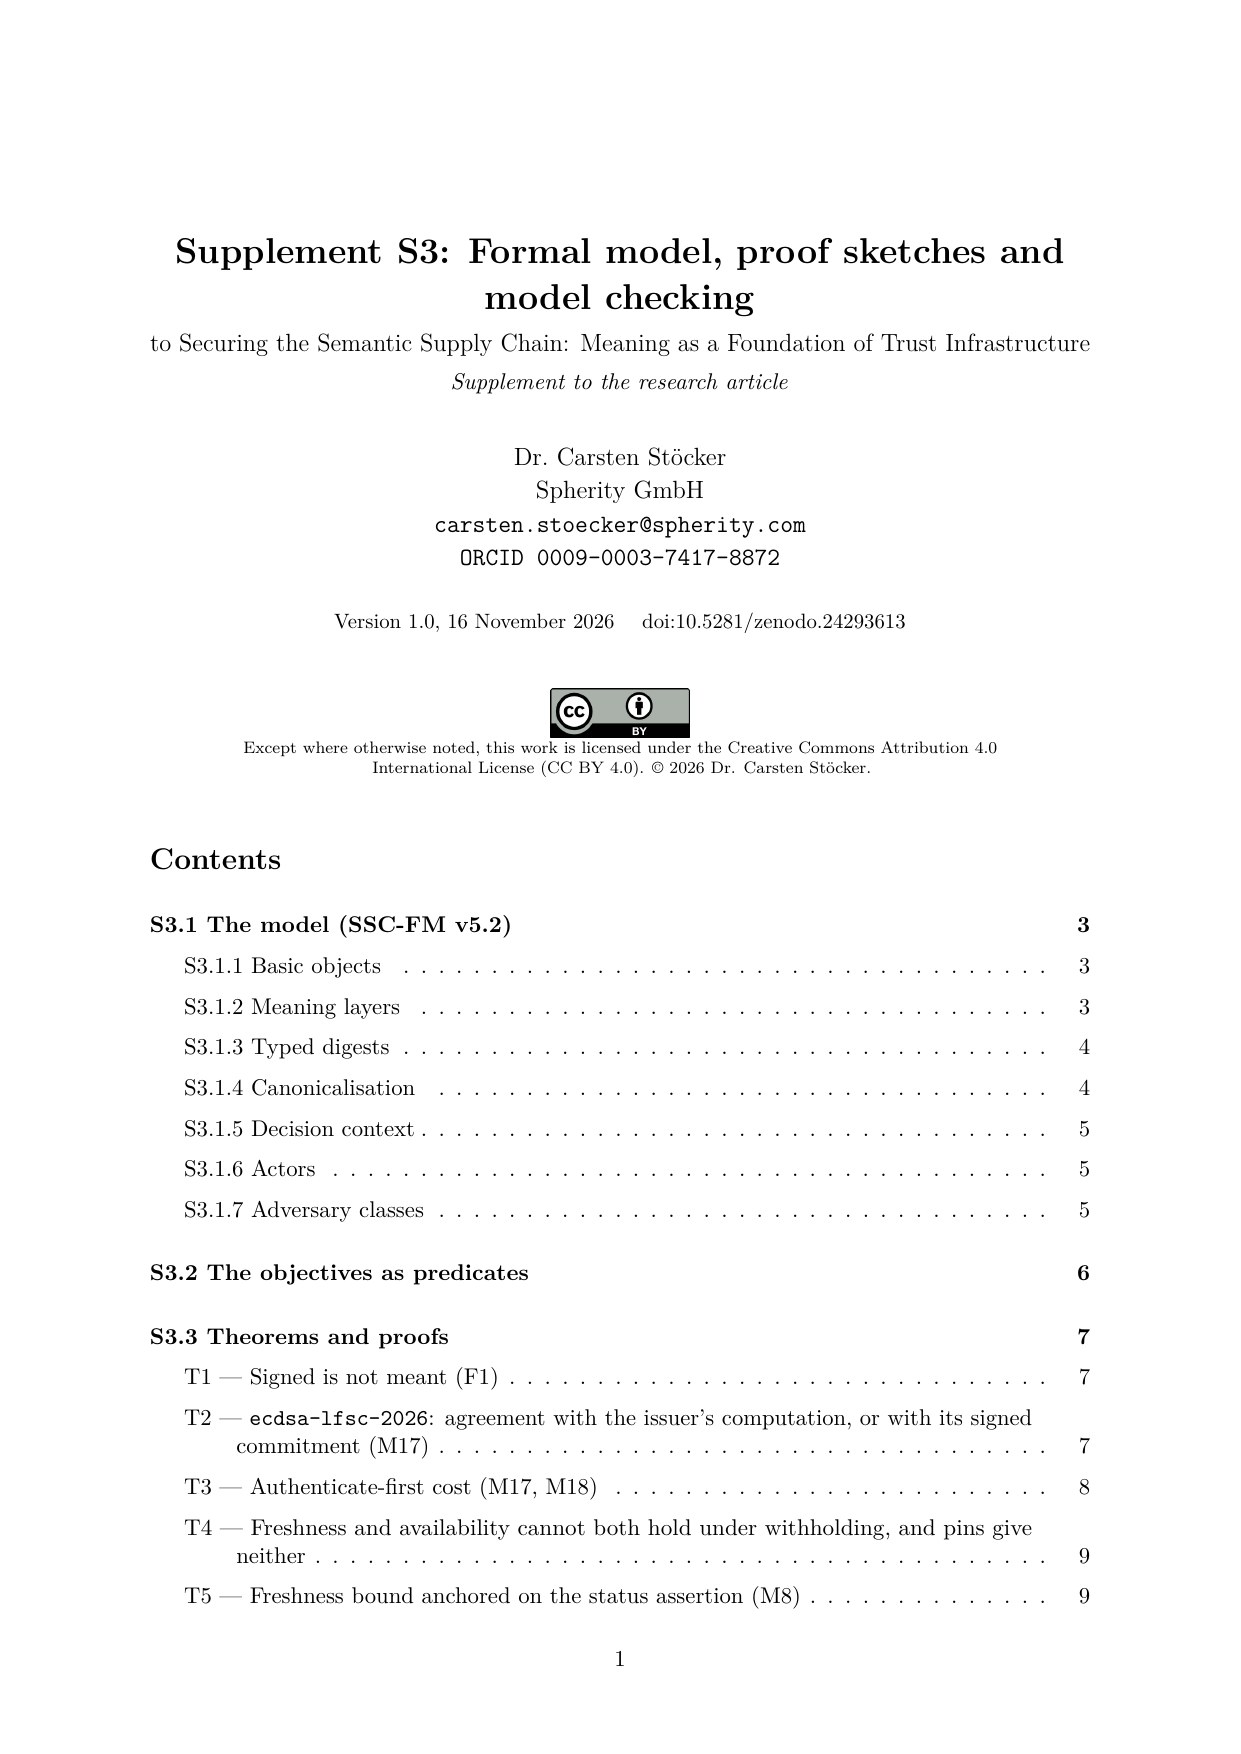 Supplement S3: Formal model, proof sketches and
model checking
to Securing the Semantic Supply Chain: Meaning as a Foundation of Trust Infrastructure
Supplement to the research article
Dr. Carsten Stöcker
Spherity GmbH
carsten.stoecker@spherity.com
ORCID 0009-0003-7417-8872
Version 1.0, 16 November 2026 doi:10.5281/zenodo.24293613
CC BY
Except where otherwise noted, this work is licensed under the Creative Commons Attribution 4.0
International License (CC BY 4.0). © 2026 Dr. Carsten Stöcker.
Contents
S3.1 The model (SSC-FM v5.2) 3
S3.1.1 Basic objects . . . . . . . . . . . . . . . . . . . . . . . . . . . . . . . . . . . . . 3
S3.1.2 Meaning layers . . . . . . . . . . . . . . . . . . . . . . . . . . . . . . . . . . . . 3
S3.1.3 Typed digests . . . . . . . . . . . . . . . . . . . . . . . . . . . . . . . . . . . . . 4
S3.1.4 Canonicalisation . . . . . . . . . . . . . . . . . . . . . . . . . . . . . . . . . . . 4
S3.1.5 Decision context . . . . . . . . . . . . . . . . . . . . . . . . . . . . . . . . . . . . 5
S3.1.6 Actors . . . . . . . . . . . . . . . . . . . . . . . . . . . . . . . . . . . . . . . . . 5
S3.1.7 Adversary classes . . . . . . . . . . . . . . . . . . . . . . . . . . . . . . . . . . . 5
S3.2 The objectives as predicates 6
S3.3 Theorems and proofs 7
T1 — Signed is not meant (F1) . . . . . . . . . . . . . . . . . . . . . . . . . . . . . . . 7
T2 — ecdsa-lfsc-2026: agreement with the issuer's computation, or with its signed
commitment (M17) . . . . . . . . . . . . . . . . . . . . . . . . . . . . . . . . . . . 7
T3 — Authenticate-first cost (M17, M18) . . . . . . . . . . . . . . . . . . . . . . . . . 8
T4 — Freshness and availability cannot both hold under withholding, and pins give
neither . . . . . . . . . . . . . . . . . . . . . . . . . . . . . . . . . . . . . . . . . . 9
T5 — Freshness bound anchored on the status assertion (M8) . . . . . . . . . . . . . . 9
1